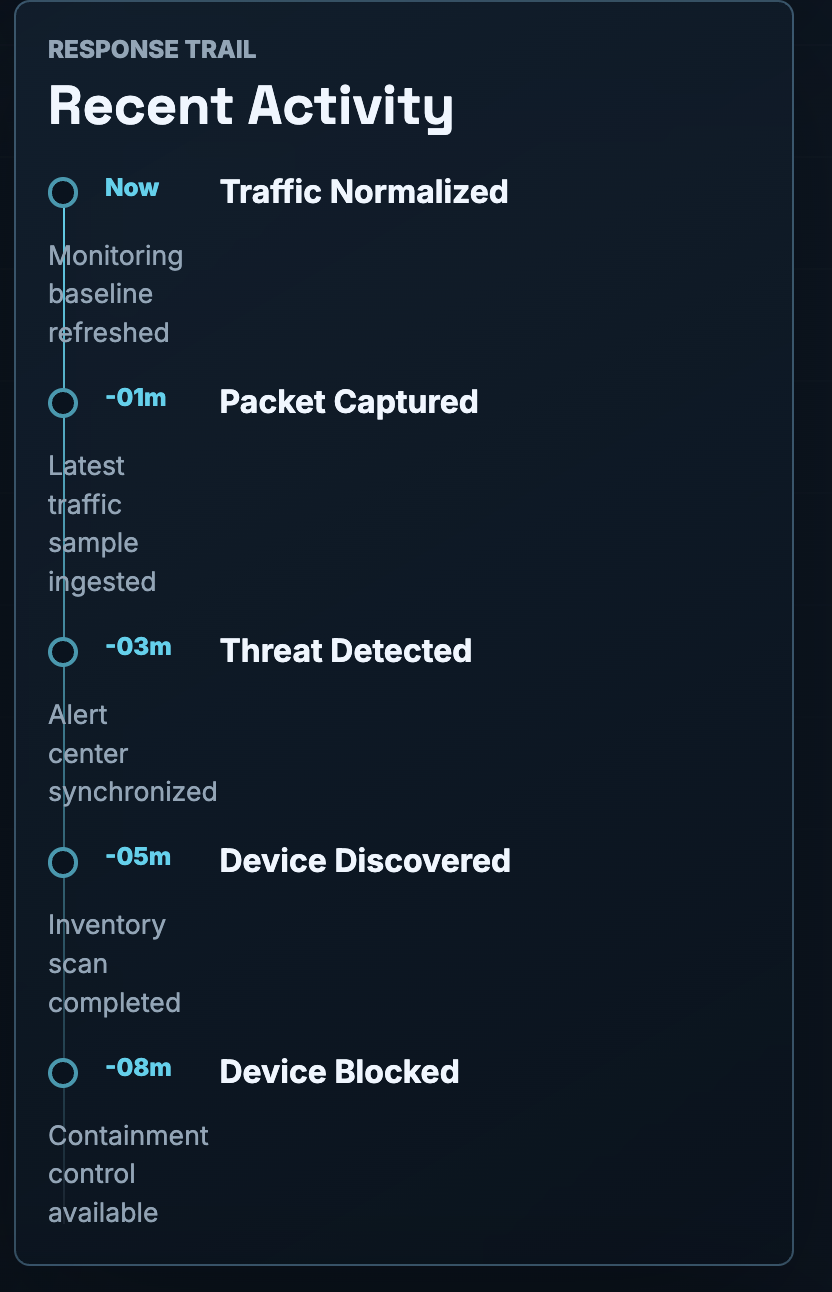 RESPONSE TRAIL
Recent Activity
Now Traffic Normalized
Monitoring
baseline
refreshed
-01m Packet Captured
Latest
traffic
sample
ingested
-03m Threat Detected
Alert
center
synchronized
-05m Device Discovered
Inventory
scan
completed
-08m Device Blocked
Containment
control
available